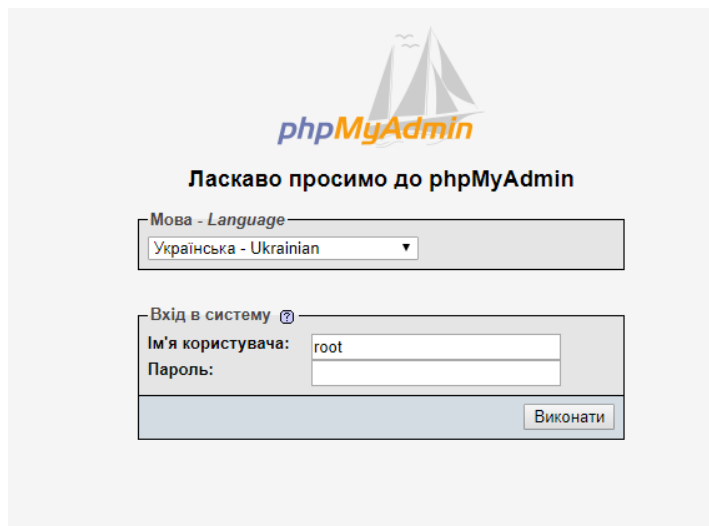 phpMyAdmin
Ласкаво просимо до phpMyAdmin
Мова - Language
Українська - Ukrainian
Вхід в систему
Ім'я користувача: root
Пароль:
Виконати